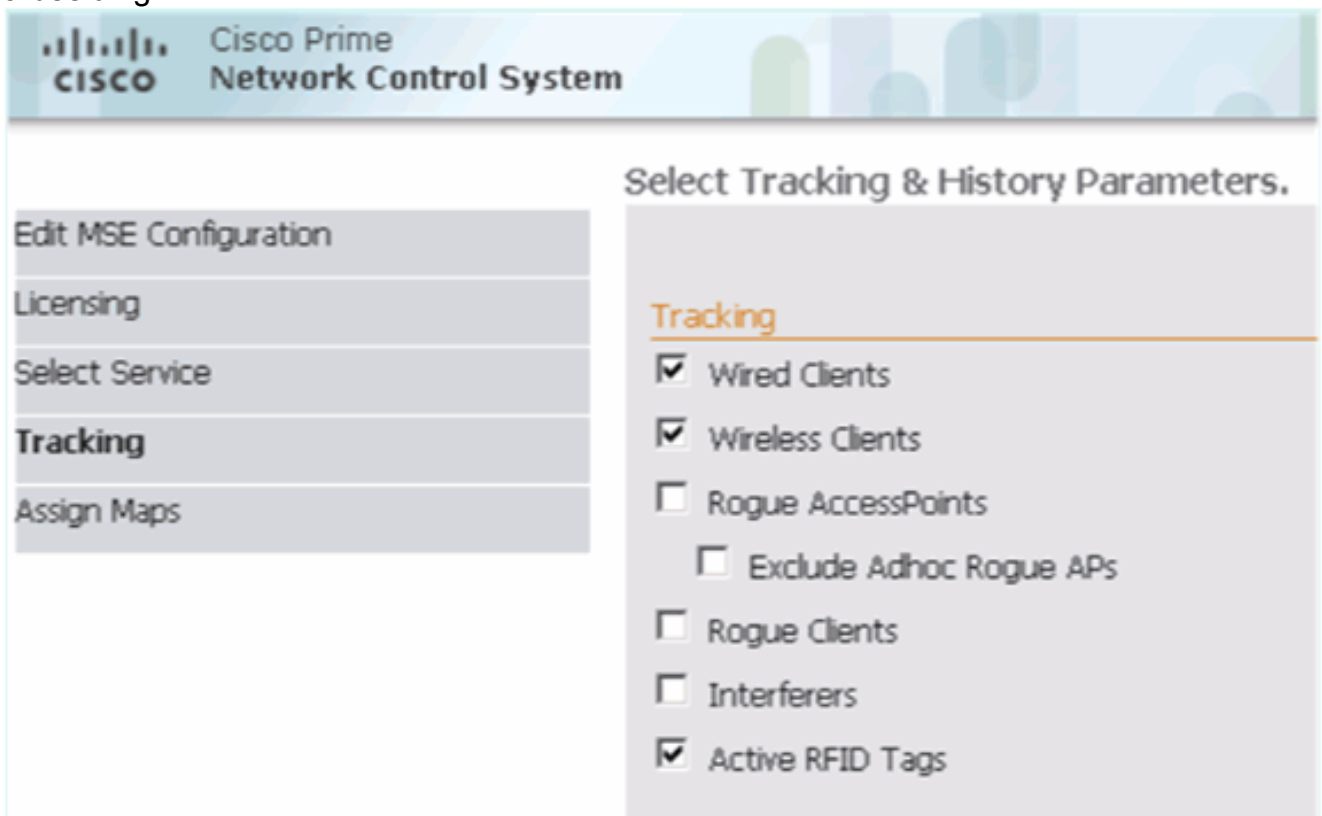 CISCO
Cisco Prime
Network Control System
Select Tracking & History Parameters.
Edit MSE Configuration
Licensing
Select Service
Tracking
Assign Maps
Tracking
Wired Clients
Wireless Clients
Rogue AccessPoints
Exclude Adhoc Rogue APs
Rogue Clients
Interferers
Active RFID Tags